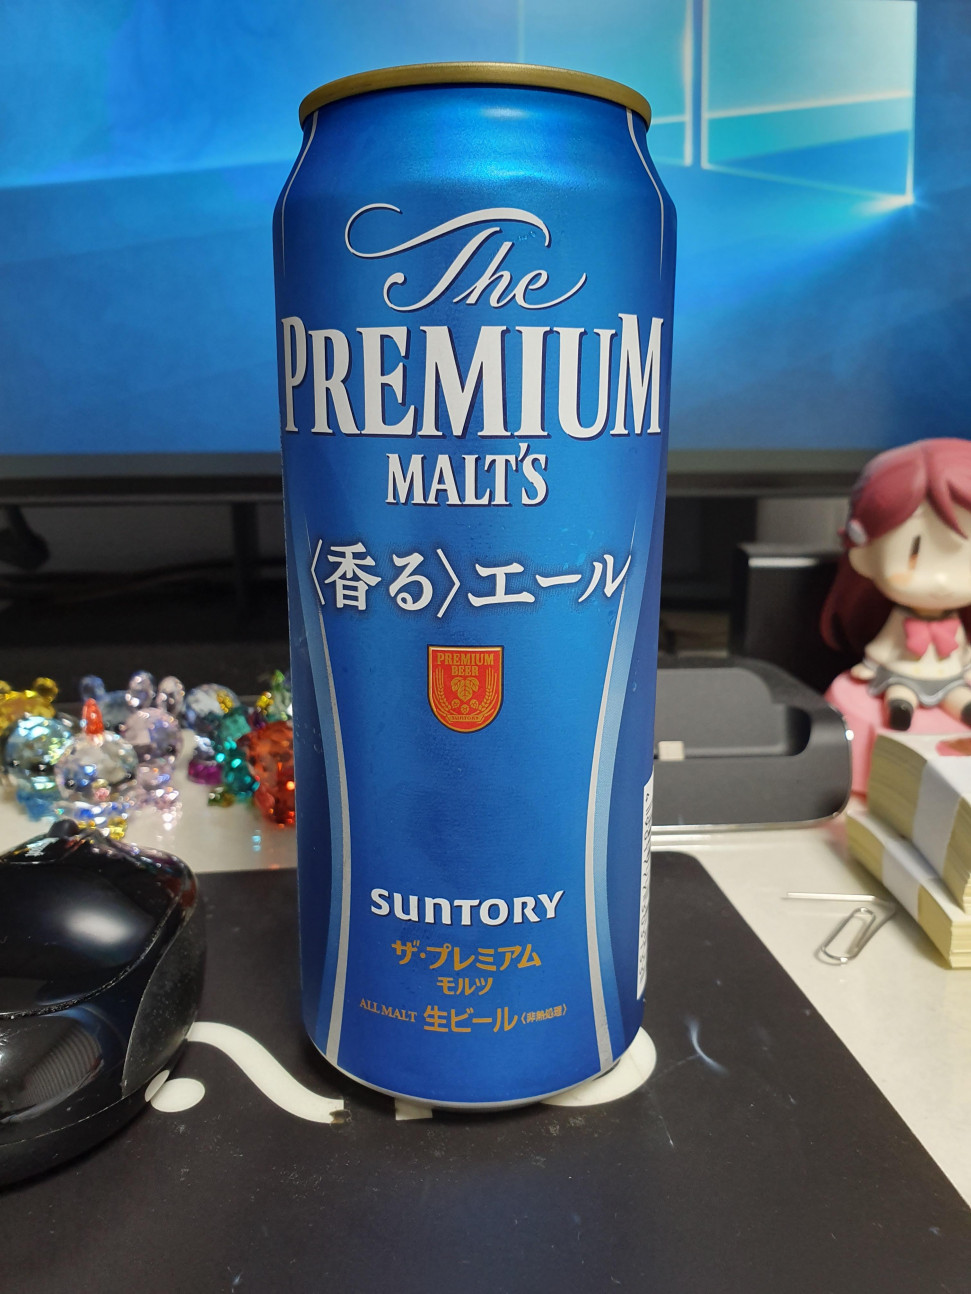 The
PREMIUM
MALT'S
〈香る〉エール
PREMIUM
BEER
SUNTORY
SUNTORY
ザ・プレミアム
モルツ
ALL MALT 生ビール〈非熱処理〉